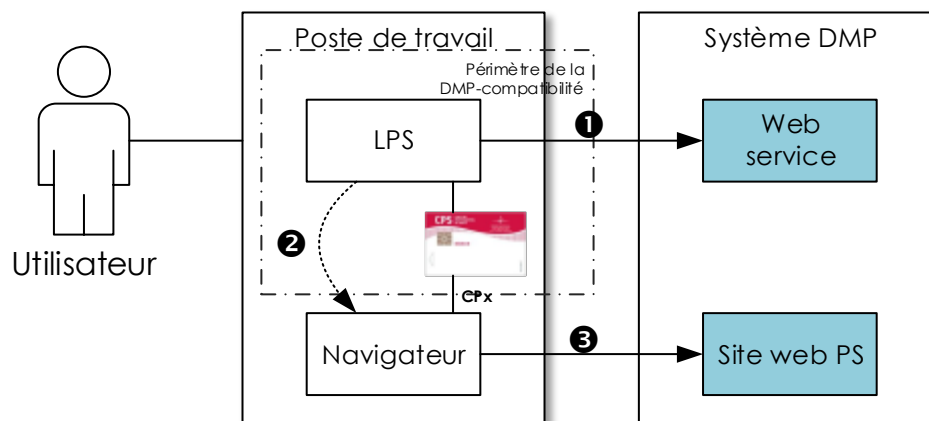 Poste de travail
Système DMP
Périmètre de la
DMP-compatibilité
LPS
❶
Web
service
❷
CPS
Utilisateur
CPx
Navigateur
❸
Site web PS